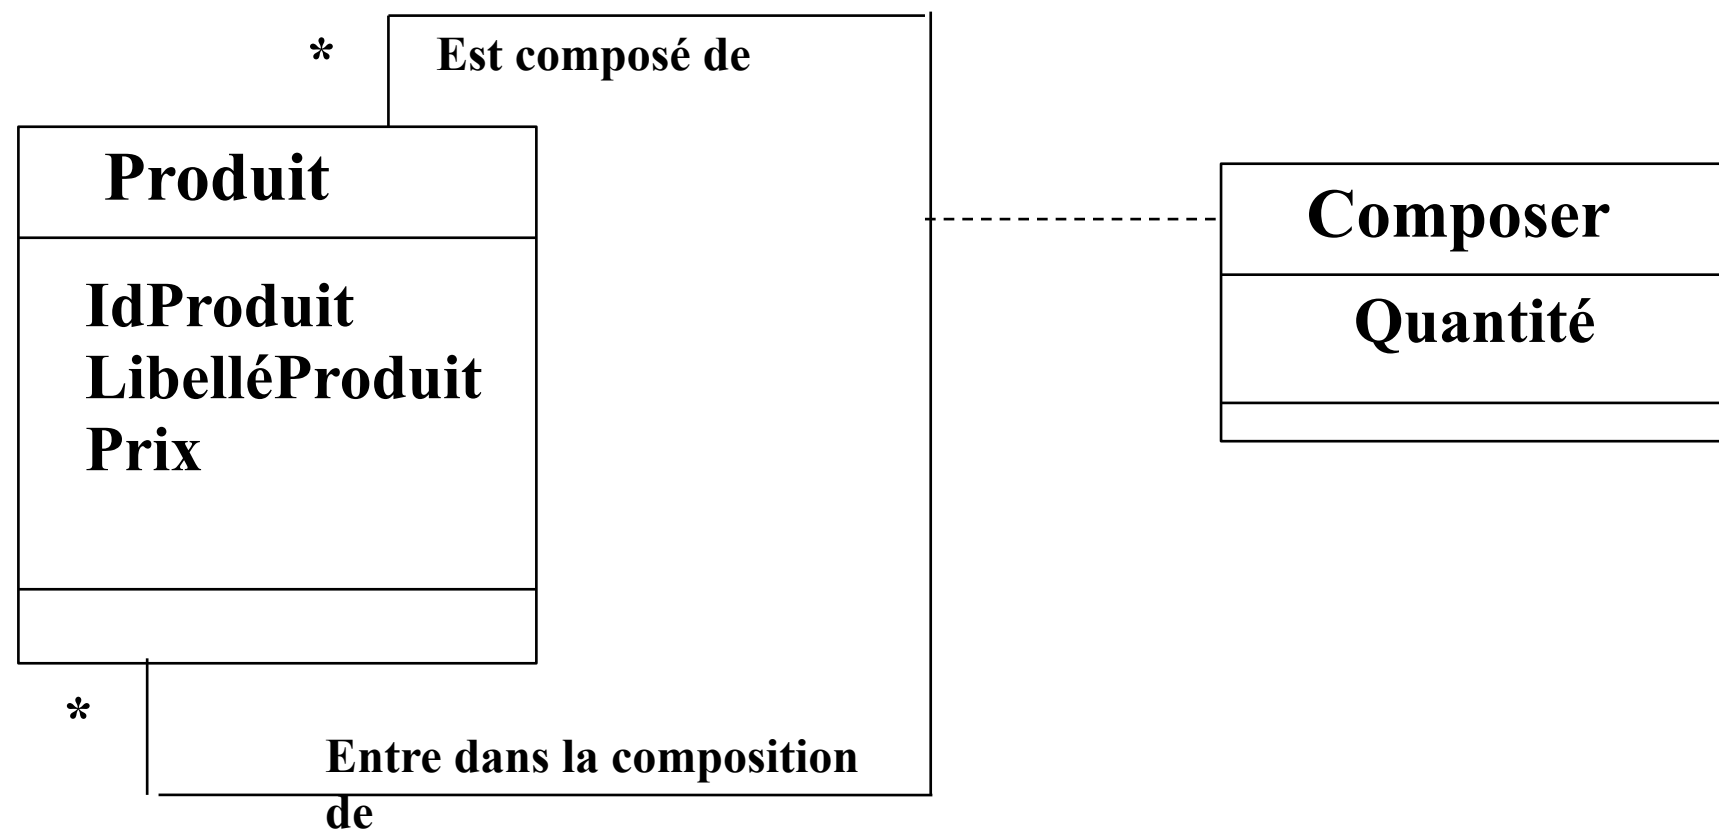 *
Est composé de
Produit
Composer
IdProduit
Quantité
LibelléProduit
Prix
*
Entre dans la composition
de